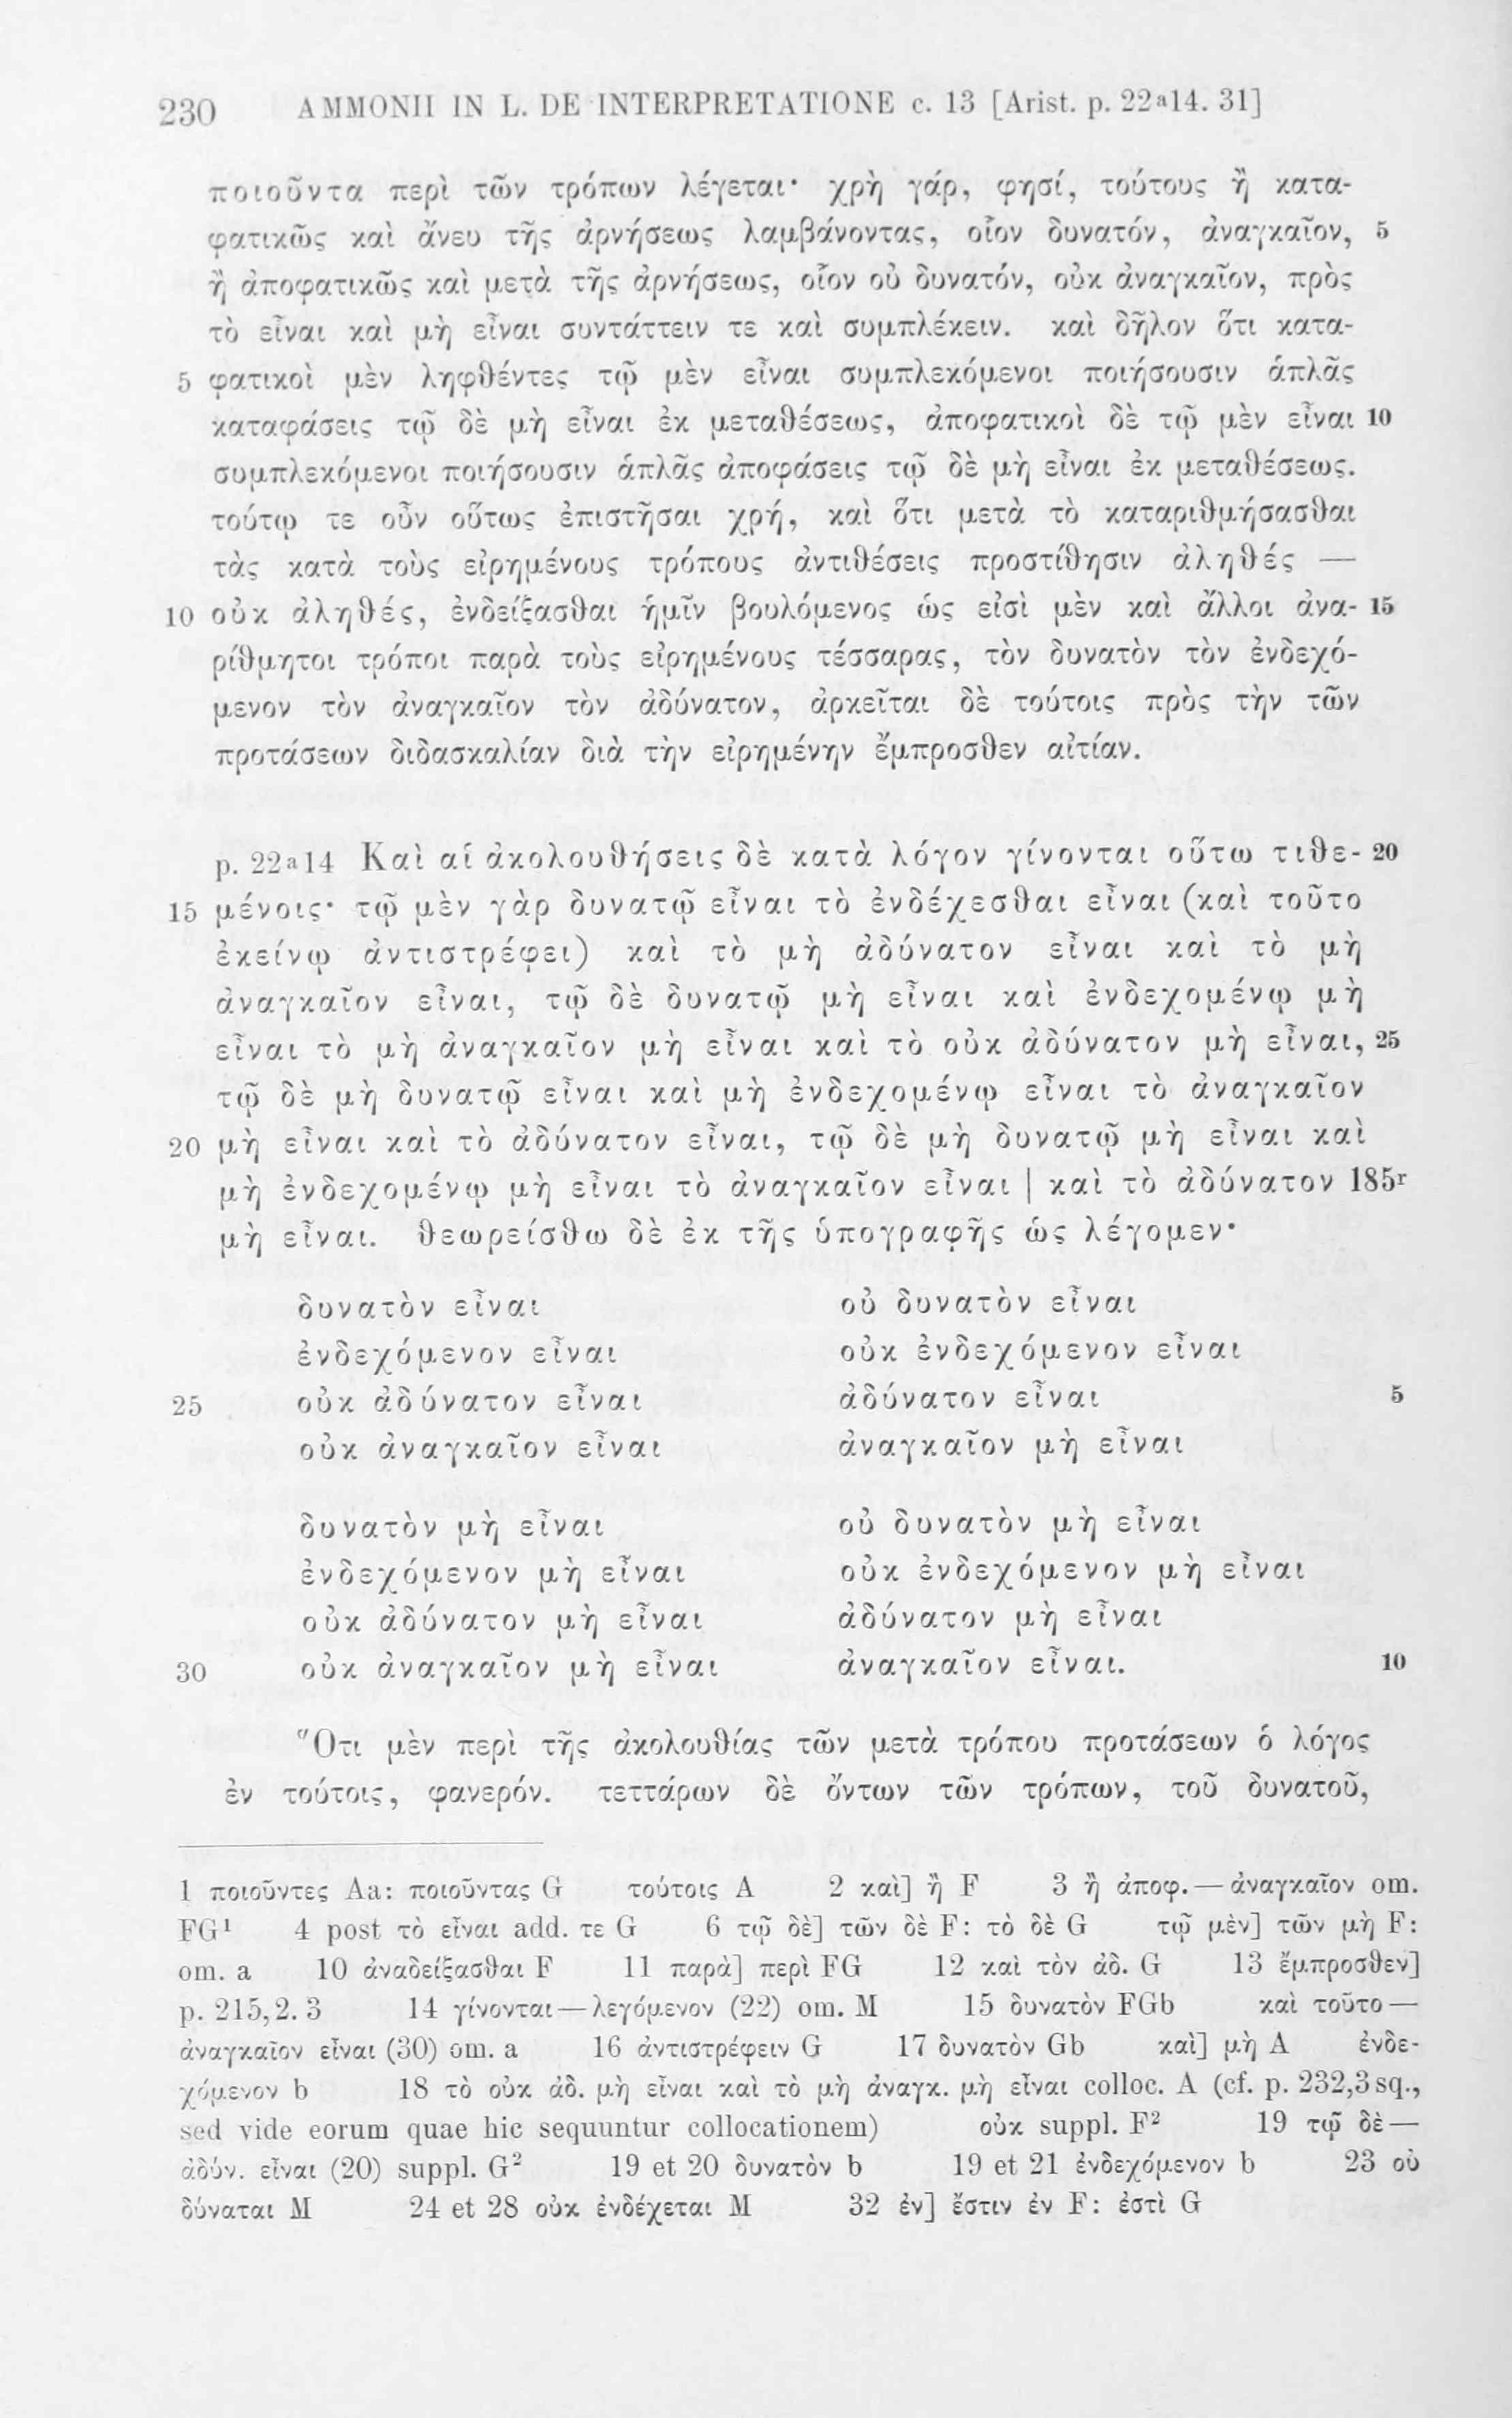 230 AMMONII IN L. DE INTERPRETATIONE c. 13 [Arist. p. 22ᵃ14. 31]
ποιοῦντα περὶ τῶν τρόπων λέγεται· χρὴ γάρ, φησί, τούτους ἢ κατα-
φατικῶς καὶ ἄνευ τῆς ἀρνήσεως λαμβάνοντας, οἷον δυνατόν, ἀναγκαῖον, 5
ἢ ἀποφατικῶς καὶ μετὰ τῆς ἀρνήσεως, οἷον οὐ δυνατόν, οὐκ ἀναγκαῖον, πρὸς
τὸ εἶναι καὶ μὴ εἶναι συντάττειν τε καὶ συμπλέκειν. καὶ δῆλον ὅτι κατα-
5 φατικοὶ μὲν ληφθέντες τῷ μὲν εἶναι συμπλεκόμενοι ποιήσουσιν ἁπλᾶς
καταφάσεις τῷ δὲ μὴ εἶναι ἐκ μεταθέσεως, ἀποφατικοὶ δὲ τῷ μὲν εἶναι 10
συμπλεκόμενοι ποιήσουσιν ἁπλᾶς ἀποφάσεις τῷ δὲ μὴ εἶναι ἐκ μεταθέσεως.
τούτῳ τε οὖν οὕτως ἐπιστῆσαι χρή, καὶ ὅτι μετὰ τὸ καταριθμήσασθαι
τὰς κατὰ τοὺς εἰρημένους τρόπους ἀντιθέσεις προστίθησιν ἀληθές —
10 οὐκ ἀληθές, ἐνδείξασθαι ἡμῖν βουλόμενος ὡς εἰσὶ μὲν καὶ ἄλλοι ἀνα- 15
ρίθμητοι τρόποι παρὰ τοὺς εἰρημένους τέσσαρας, τὸν δυνατὸν τὸν ἐνδεχό-
μενον τὸν ἀναγκαῖον τὸν ἀδύνατον, ἀρκεῖται δὲ τούτοις πρὸς τὴν τῶν
προτάσεων διδασκαλίαν διὰ τὴν εἰρημένην ἔμπροσθεν αἰτίαν.
p. 22ᵃ14 Καὶ αἱ ἀκολουθήσεις δὲ κατὰ λόγον γίνονται οὕτω τιθε- 20
15 μένοις· τῷ μὲν γὰρ δυνατῷ εἶναι τὸ ἐνδέχεσθαι εἶναι (καὶ τοῦτο
ἐκείνῳ ἀντιστρέφει) καὶ τὸ μὴ ἀδύνατον εἶναι καὶ τὸ μὴ
ἀναγκαῖον εἶναι, τῷ δὲ δυνατῷ μὴ εἶναι καὶ ἐνδεχομένῳ μὴ
εἶναι τὸ μὴ ἀναγκαῖον μὴ εἶναι καὶ τὸ οὐκ ἀδύνατον μὴ εἶναι, 25
τῷ δὲ μὴ δυνατῷ εἶναι καὶ μὴ ἐνδεχομένῳ εἶναι τὸ ἀναγκαῖον
20 μὴ εἶναι καὶ τὸ ἀδύνατον εἶναι, τῷ δὲ μὴ δυνατῷ μὴ εἶναι καὶ
μὴ ἐνδεχομένῳ μὴ εἶναι τὸ ἀναγκαῖον εἶναι | καὶ τὸ ἀδύνατον 185ʳ
μὴ εἶναι. θεωρείσθω δὲ ἐκ τῆς ὑπογραφῆς ὡς λέγομεν·
δυνατὸν εἶναι οὐ δυνατὸν εἶναι
ἐνδεχόμενον εἶναι οὐκ ἐνδεχόμενον εἶναι
25 οὐκ ἀδύνατον εἶναι ἀδύνατον εἶναι 5
οὐκ ἀναγκαῖον εἶναι ἀναγκαῖον μὴ εἶναι
δυνατὸν μὴ εἶναι οὐ δυνατὸν μὴ εἶναι
ἐνδεχόμενον μὴ εἶναι οὐκ ἐνδεχόμενον μὴ εἶναι
οὐκ ἀδύνατον μὴ εἶναι ἀδύνατον μὴ εἶναι
30 οὐκ ἀναγκαῖον μὴ εἶναι ἀναγκαῖον εἶναι. 10
Ὅτι μὲν περὶ τῆς ἀκολουθίας τῶν μετὰ τρόπου προτάσεων ὁ λόγος
ἐν τούτοις, φανερόν. τεττάρων δὲ ὄντων τῶν τρόπων, τοῦ δυνατοῦ,
1 ποιοῦντες Aa: ποιοῦντας G τούτοις A 2 καὶ] ἢ F 3 ἢ ἀποφ. — ἀναγκαῖον om.
FG¹ 4 post τὸ εἶναι add. τε G 6 τῷ δὲ] τῶν δὲ F: τὸ δὲ G τῷ μὲν] τῶν μὴ F:
om. a 10 ἀναδείξασθαι F 11 παρὰ] περὶ FG 12 καὶ τὸν ἀδ. G 13 ἔμπροσθεν]
p. 215,2. 3 14 γίνονται — λεγόμενον (22) om. M 15 δυνατὸν FGb καὶ τοῦτο —
ἀναγκαῖον εἶναι (30) om. a 16 ἀντιστρέφειν G 17 δυνατὸν Gb καὶ] μὴ A ἐνδε-
χόμενον b 18 τὸ οὐκ ἀδ. μὴ εἶναι καὶ τὸ μὴ ἀναγκ. μὴ εἶναι colloc. A (cf. p. 232,3 sq.,
sed vide eorum quae hic sequuntur collocationem) οὐκ suppl. F² 19 τῷ δὲ —
ἀδύν. εἶναι (20) suppl. G² 19 et 20 δυνατὸν b 19 et 21 ἐνδεχόμενον b 23 οὐ
δύναται M 24 et 28 οὐκ ἐνδέχεται M 32 ἐν] ἔστιν ἐν F: ἐστὶ G